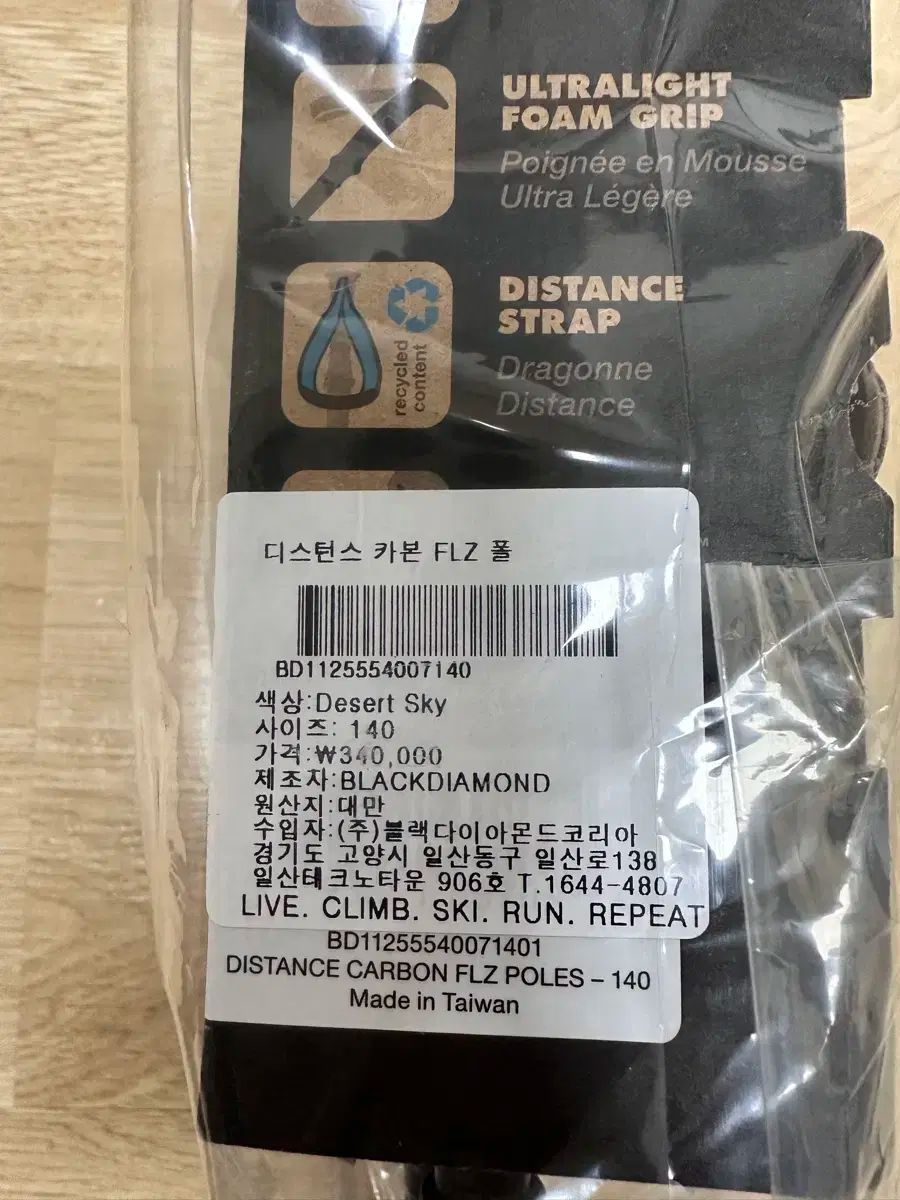 ULTRALIGHT
FOAM GRIP
Poignée en Mousse
Ultra Légère
recycled
content
DISTANCE
STRAP
Dragonne
Distance
디스턴스 카본 FLZ 폴
BD1125554007140
색상:Desert Sky
사이즈: 140
가격:₩340,000
제조자:BLACKDIAMOND
원산지:대만
수입자:(주)블랙다이아몬드코리아
경기도 고양시 일산동구 일산로138
일산테크노타운 906호 T.1644-4807
LIVE. CLIMB. SKI. RUN. REPEAT
BD11255540071401
DISTANCE CARBON FLZ POLES – 140
Made in Taiwan